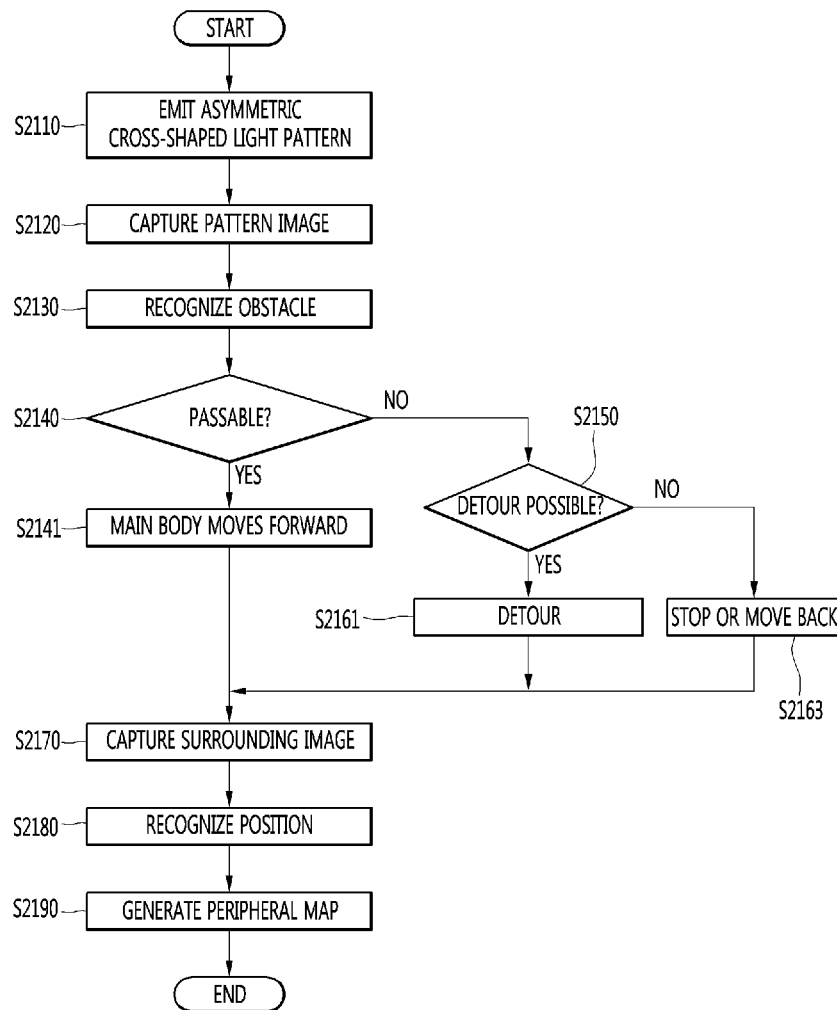 START
S2110
EMIT ASYMMETRIC
CROSS-SHAPED LIGHT PATTERN
S2120
CAPTURE PATTERN IMAGE
S2130
RECOGNIZE OBSTACLE
S2140
PASSABLE?
NO
YES
S2150
DETOUR POSSIBLE?
NO
YES
S2141
MAIN BODY MOVES FORWARD
S2161
DETOUR
STOP OR MOVE BACK
S2163
S2170
CAPTURE SURROUNDING IMAGE
S2180
RECOGNIZE POSITION
S2190
GENERATE PERIPHERAL MAP
END